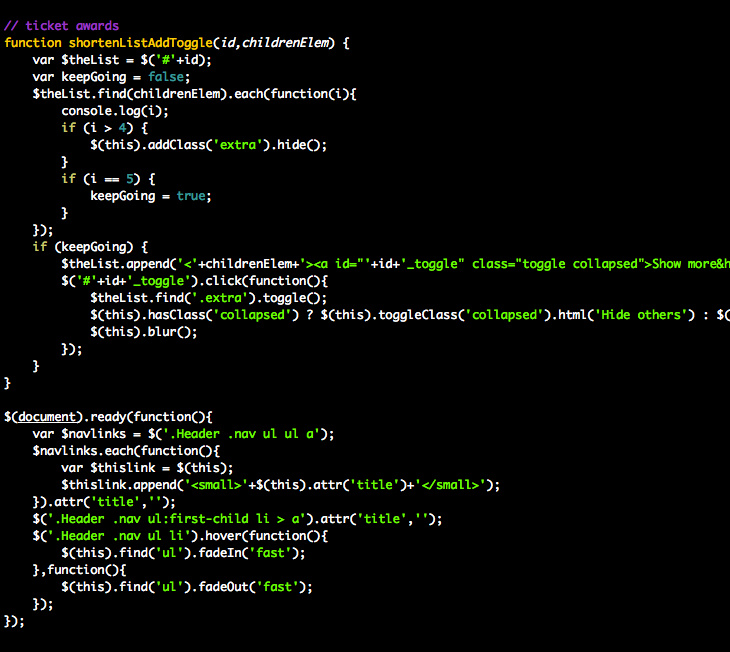 // ticket awards
function shortenListAddToggle(id,childrenElem) {
    var $theList = $('#'+id);
    var keepGoing = false;
    $theList.find(childrenElem).each(function(i){
        console.log(i);
        if (i > 4) {
            $(this).addClass('extra').hide();
        }
        if (i == 5) {
            keepGoing = true;
        }
    });
    if (keepGoing) {
        $theList.append('<'+childrenElem+'><a id="'+id+'_toggle" class="toggle collapsed">Show more&h
        $('#'+id+'_toggle').click(function(){
            $theList.find('.extra').toggle();
            $(this).hasClass('collapsed') ? $(this).toggleClass('collapsed').html('Hide others') : $(
            $(this).blur();
        });
    }
}
$(document).ready(function(){
    var $navlinks = $('.Header .nav ul ul a');
    $navlinks.each(function(){
        var $thislink = $(this);
        $thislink.append('<small>'+$(this).attr('title')+'</small>');
    }).attr('title','');
    $('.Header .nav ul:first-child li > a').attr('title','');
    $('.Header .nav ul li').hover(function(){
        $(this).find('ul').fadeIn('fast');
    },function(){
        $(this).find('ul').fadeOut('fast');
    });
});